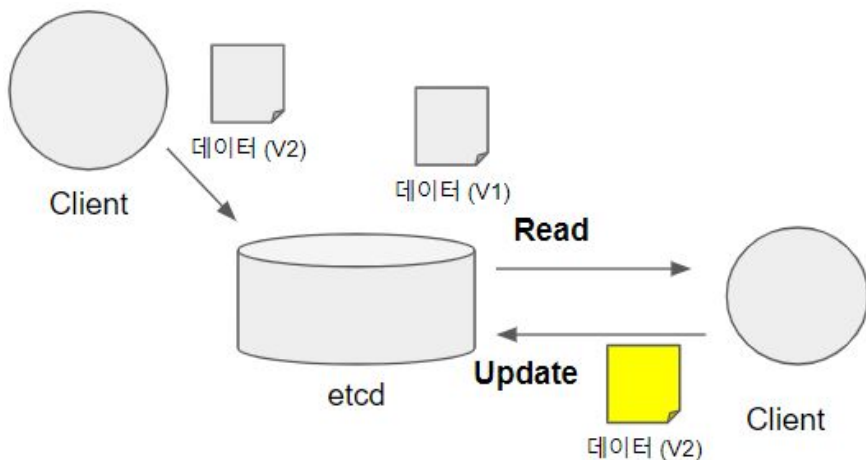 데이터 (V2)
Client
데이터 (V1)
Read
etcd
Update
데이터 (V2)
Client